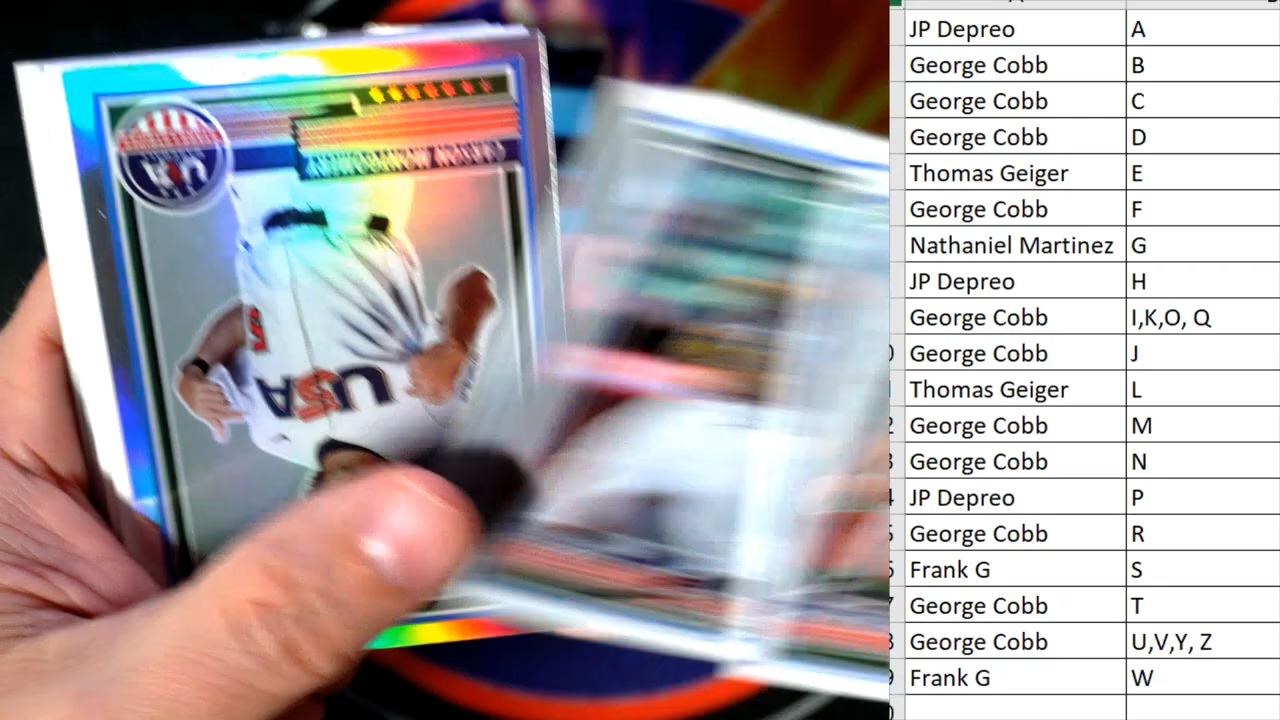 USA
JP Depreo A
George Cobb B
George Cobb C
George Cobb D
Thomas Geiger E
George Cobb F
Nathaniel Martinez G
JP Depreo H
George Cobb I,K,O, Q
George Cobb J
Thomas Geiger L
George Cobb M
George Cobb N
JP Depreo P
George Cobb R
Frank G S
George Cobb T
George Cobb U,V,Y, Z
Frank G W